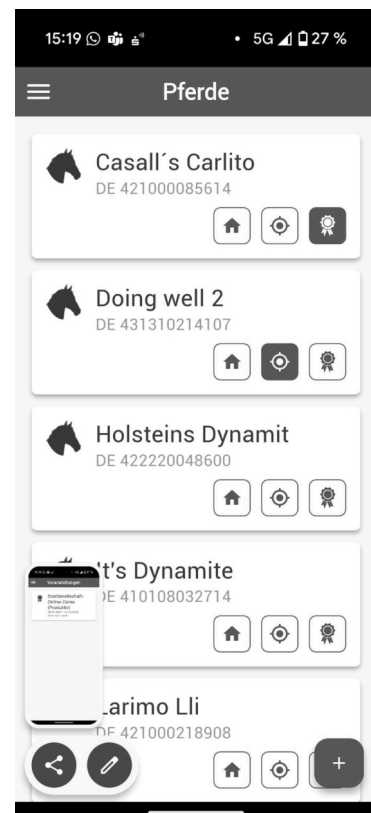 15:19 5G 27 %
Pferde
Casall´s Carlito
DE 421000085614
Doing well 2
DE 431310214107
Holsteins Dynamit
DE 422220048600
It's Dynamite
DE 410108032714
Veranstaltungen
Larimo Lli
DE 421000218908
+